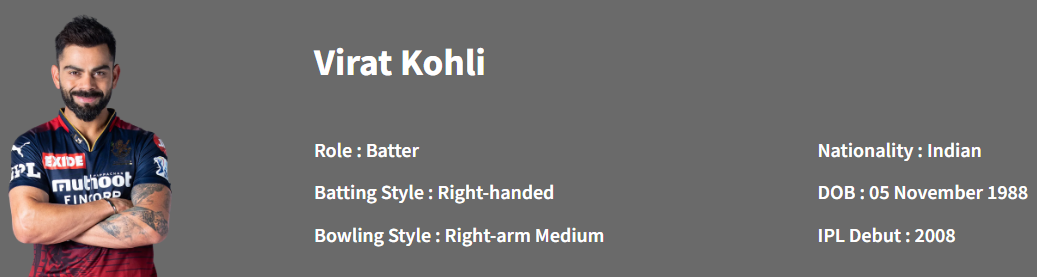 Virat Kohli
Role : Batter
Nationality : Indian
Batting Style : Right-handed
DOB : 05 November 1988
Bowling Style : Right-arm Medium
IPL Debut : 2008
EXIDE
IPL
muthoot
FINCORP